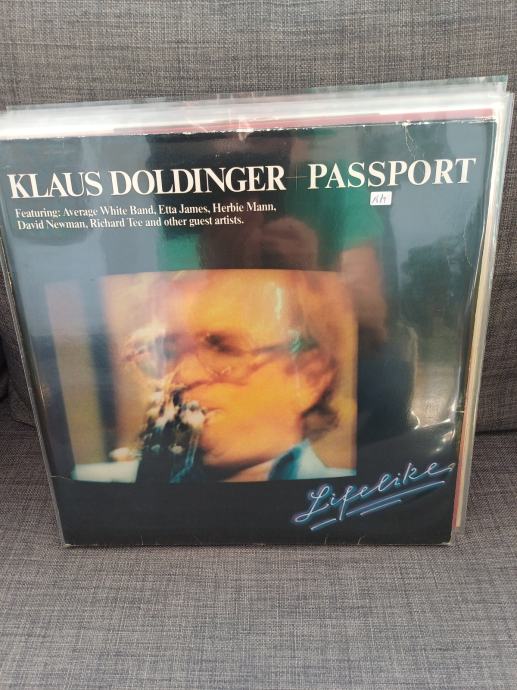 KLAUS DOLDINGER + PASSPORT
Featuring: Average White Band, Etta James, Herbie Mann,
David Newman, Richard Tee and other guest artists.
Lifelike